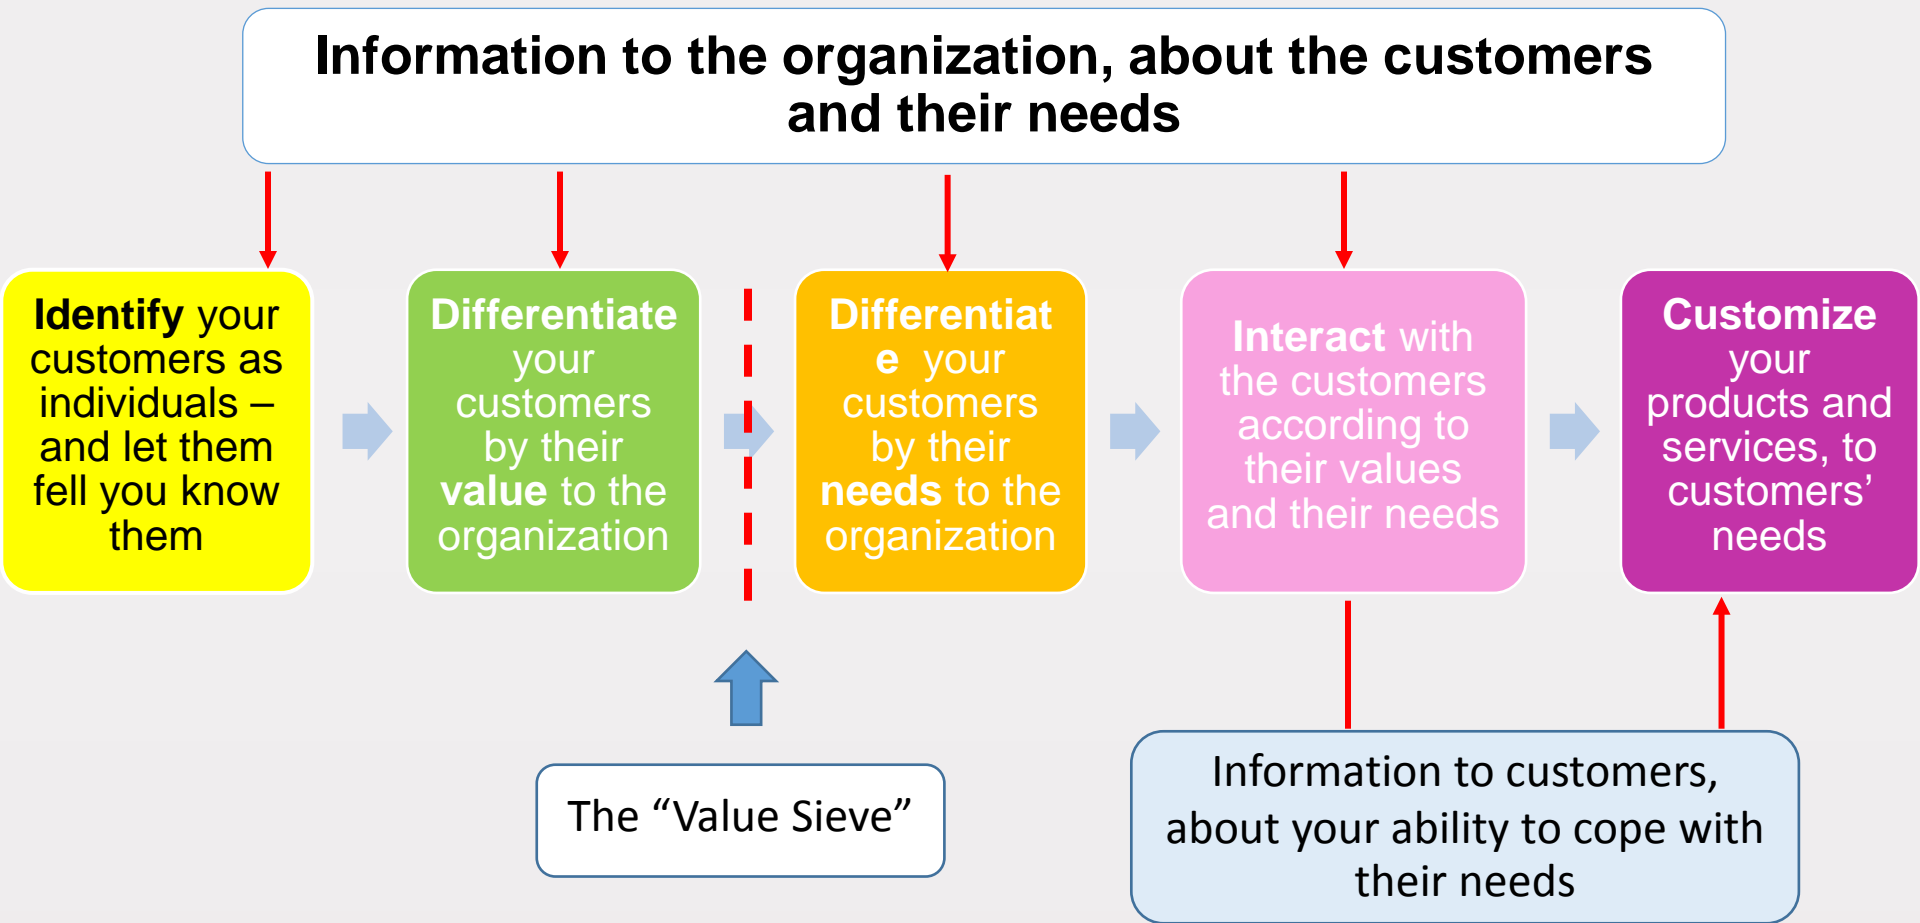 Information to the organization, about the customers
and their needs
Identify your
customers as
individuals –
and let them
fell you know
them
Differentiate
your
customers
by their
value to the
organization
Differentiat
e your
customers
by their
needs to the
organization
Interact with
the customers
according to
their values
and their needs
Customize
your
products and
services, to
customers’
needs
The “Value Sieve”
Information to customers,
about your ability to cope with
their needs